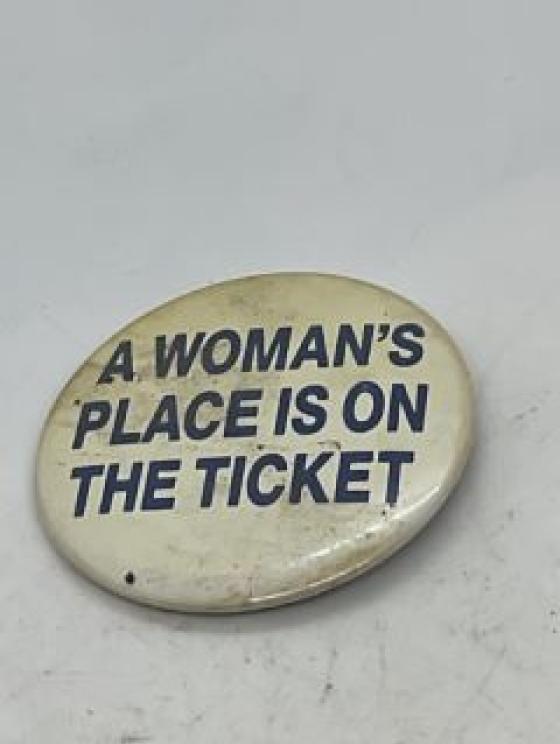 A WOMAN'S
PLACE IS ON
THE TICKET